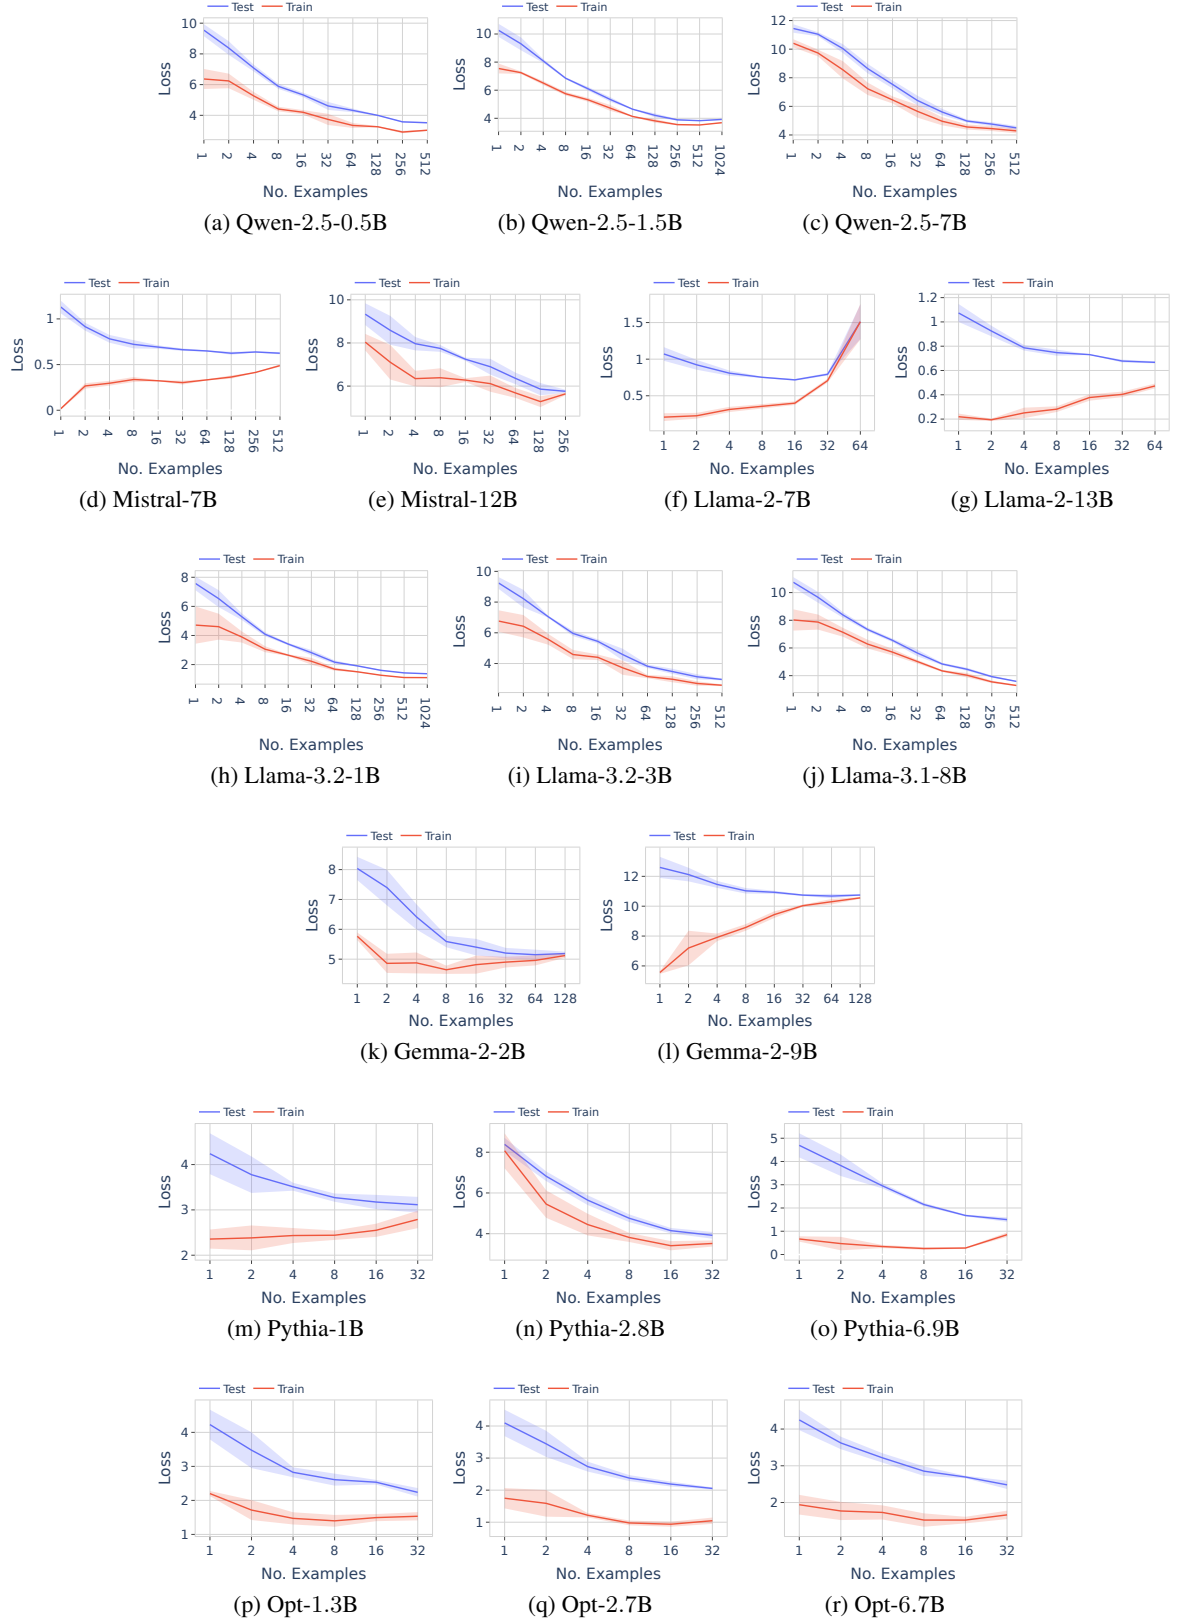 Test Train Test Train Test Train
Loss Loss Loss
10 8 6 4
10 8 6 4
12 10 8 6 4
1 2 4 8 16 32 64 128 256 512
1 2 4 8 16 32 64 128 256 512 1024
1 2 4 8 16 32 64 128 256 512
No. Examples No. Examples No. Examples
(a) Qwen-2.5-0.5B (b) Qwen-2.5-1.5B (c) Qwen-2.5-7B
Test Train Test Train Test Train Test Train
Loss
1 0.5 0
10 8 6
1.5 1 0.5
1.2 1 0.8 0.6 0.4 0.2
1 2 4 8 16 32 64 128 256 512
1 2 4 8 16 32 64 128 256
1 2 4 8 16 32 64
1 2 4 8 16 32 64
No. Examples No. Examples No. Examples No. Examples
(d) Mistral-7B (e) Mistral-12B (f) Llama-2-7B (g) Llama-2-13B
Loss Loss Loss
Test Train Test Train Test Train
Loss Loss Loss
8 6 4 2
10 8 6 4
10 8 6 4
1 2 4 8 16 32 64 128 256 512 1024
1 2 4 8 16 32 64 128 256 512
1 2 4 8 16 32 64 128 256 512
No. Examples No. Examples No. Examples
(h) Llama-3.2-1B (i) Llama-3.2-3B (j) Llama-3.1-8B
Test Train Test Train
Loss Loss
8 7 6 5
12 10 8 6
1 2 4 8 16 32 64 128
1 2 4 8 16 32 64 128
No. Examples No. Examples
(k) Gemma-2-2B (l) Gemma-2-9B
Test Train Test Train Test Train
Loss Loss Loss
4 3 2
8 6 4
5 4 3 2 1 0
1 2 4 8 16 32
1 2 4 8 16 32
1 2 4 8 16 32
No. Examples No. Examples No. Examples
(m) Pythia-1B (n) Pythia-2.8B (o) Pythia-6.9B
Test Train Test Train Test Train
Loss Loss Loss
4 3 2 1
4 3 2 1
4 3 2
1 2 4 8 16 32
1 2 4 8 16 32
1 2 4 8 16 32
No. Examples No. Examples No. Examples
(p) Opt-1.3B (q) Opt-2.7B (r) Opt-6.7B